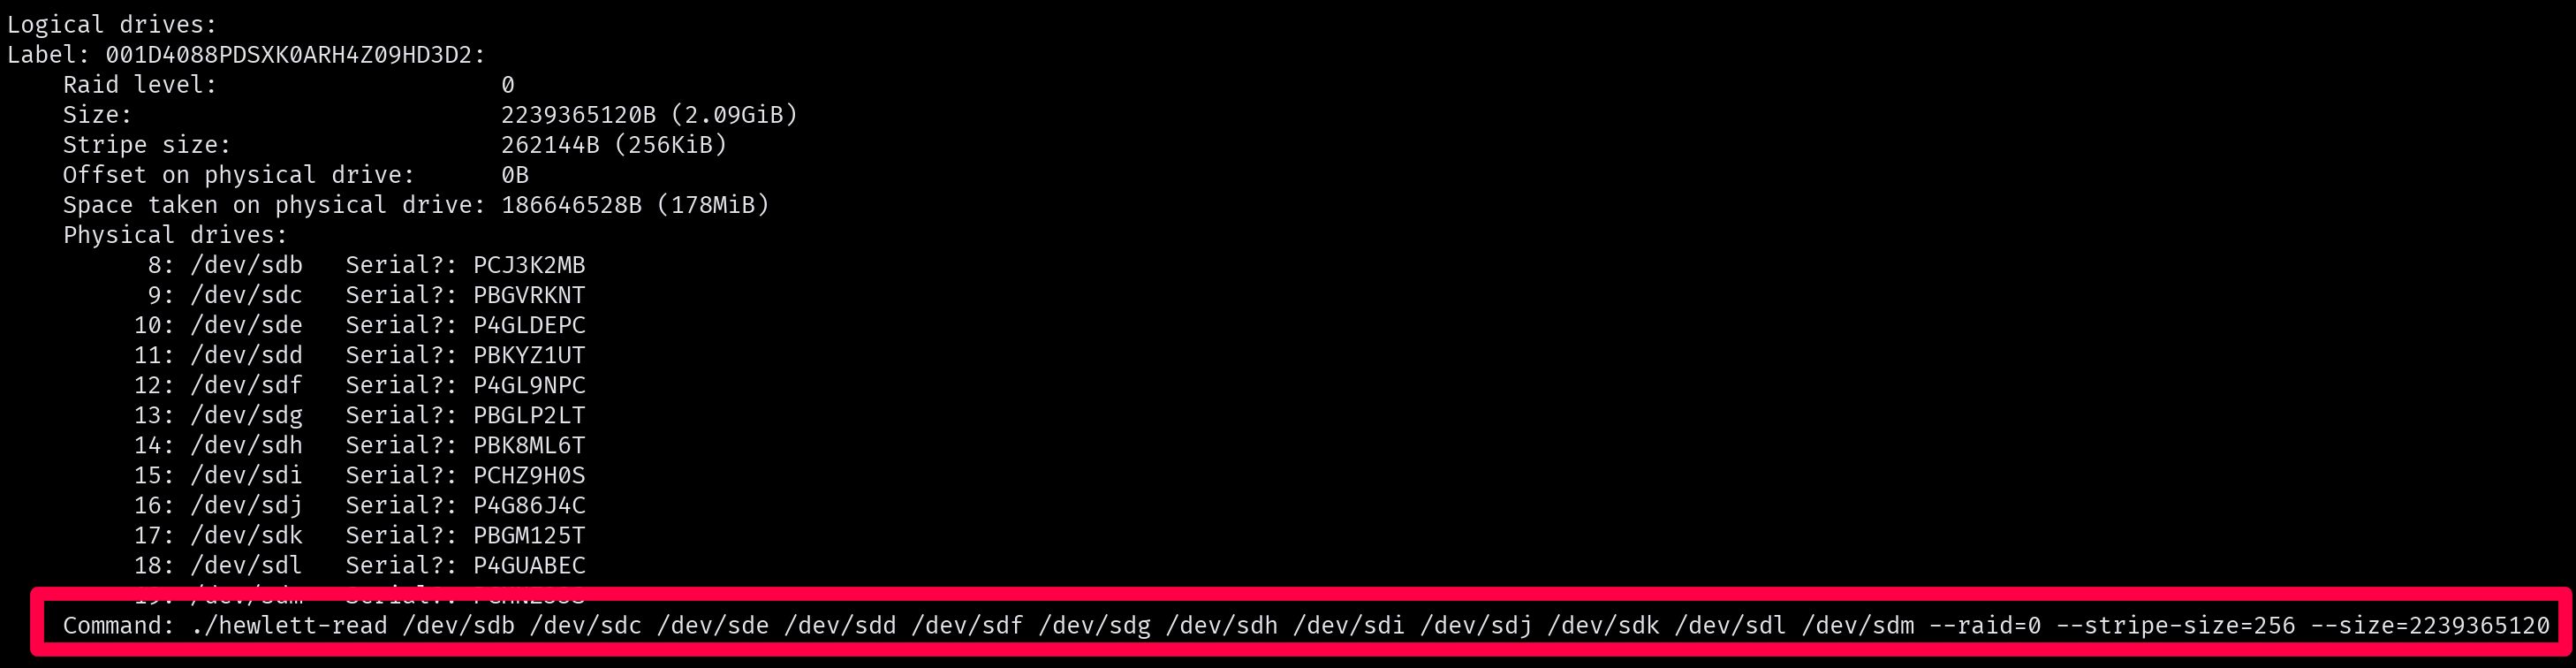 Logical drives:
Label: 001D4088PDSXK0ARH4Z09HD3D2:
Raid level: 0
Size: 2239365120B (2.09GiB)
Stripe size: 262144B (256KiB)
Offset on physical drive: 0B
Space taken on physical drive: 186646528B (178MiB)
Physical drives:
8: /dev/sdb Serial?: PCJ3K2MB
9: /dev/sdc Serial?: PBGVRKNT
10: /dev/sde Serial?: P4GLDEPC
11: /dev/sdd Serial?: PBKYZ1UT
12: /dev/sdf Serial?: P4GL9NPC
13: /dev/sdg Serial?: PBGLP2LT
14: /dev/sdh Serial?: PBK8ML6T
15: /dev/sdi Serial?: PCHZ9H0S
16: /dev/sdj Serial?: P4G86J4C
17: /dev/sdk Serial?: PBGM125T
18: /dev/sdl Serial?: P4GUABEC
19: /dev/sdm Serial?:
Command: ./hewlett-read /dev/sdb /dev/sdc /dev/sde /dev/sdd /dev/sdf /dev/sdg /dev/sdh /dev/sdi /dev/sdj /dev/sdk /dev/sdl /dev/sdm --raid=0 --stripe-size=256 --size=2239365120